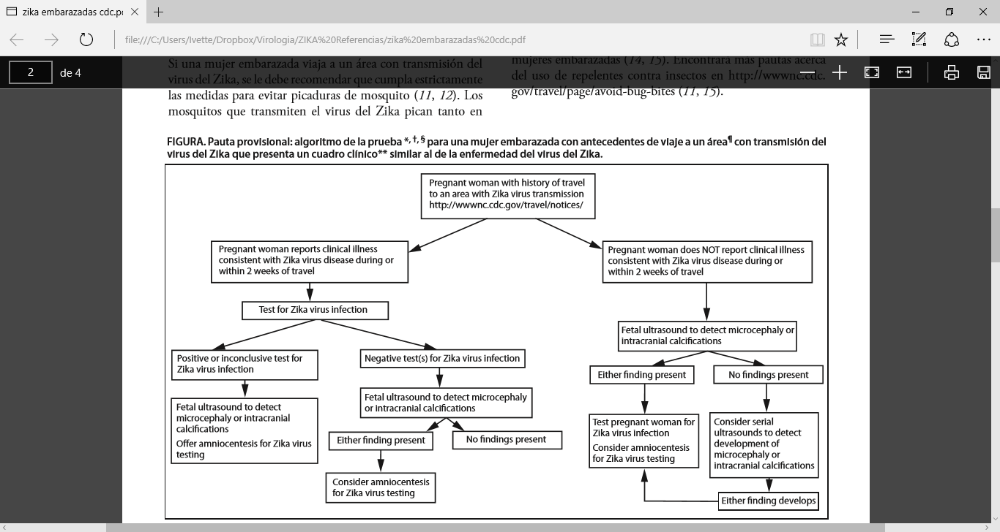 zika embarazadas cdc.p
file:///C:/Users/Ivette/Dropbox/Virologia/ZIKA%20Referencias/zika%20embarazadas%20cdc.pdf
2 de 4
Si una mujer embarazada viaja a un área con transmisión del
virus del Zika, se le debe recomendar que cumpla estrictamente
las medidas para evitar picaduras de mosquito (11, 12). Los
mosquitos que transmiten el virus del Zika pican tanto en
mujeres embarazadas (14, 15). Encontrará más pautas acerca
del uso de repelentes contra insectos en http://wwwnc.cdc.
gov/travel/page/avoid-bug-bites (11, 15).
FIGURA. Pauta provisional: algoritmo de la prueba *,†,§ para una mujer embarazada con antecedentes de viaje a un área¶ con transmisión del
virus del Zika que presenta un cuadro clínico** similar al de la enfermedad del virus del Zika.
Pregnant woman with history of travel
to an area with Zika virus transmission
http://wwwnc.cdc.gov/travel/notices/
Pregnant woman reports clinical illness
consistent with Zika virus disease during or
within 2 weeks of travel
Pregnant woman does NOT report clinical illness
consistent with Zika virus disease during or
within 2 weeks of travel
Test for Zika virus infection
Fetal ultrasound to detect microcephaly or
intracranial calcifications
Positive or inconclusive test for
Zika virus infection
Negative test(s) for Zika virus infection
Either finding present
No findings present
Fetal ultrasound to detect
microcephaly or intracranial
calcifications
Offer amniocentesis for Zika virus
testing
Fetal ultrasound to detect microcephaly
or intracranial calcifications
Either finding present
No findings present
Consider amniocentesis
for Zika virus testing
Test pregnant woman for
Zika virus infection
Consider amniocentesis
for Zika virus testing
Consider serial
ultrasounds to detect
development of
microcephaly or
intracranial calcifications
Either finding develops